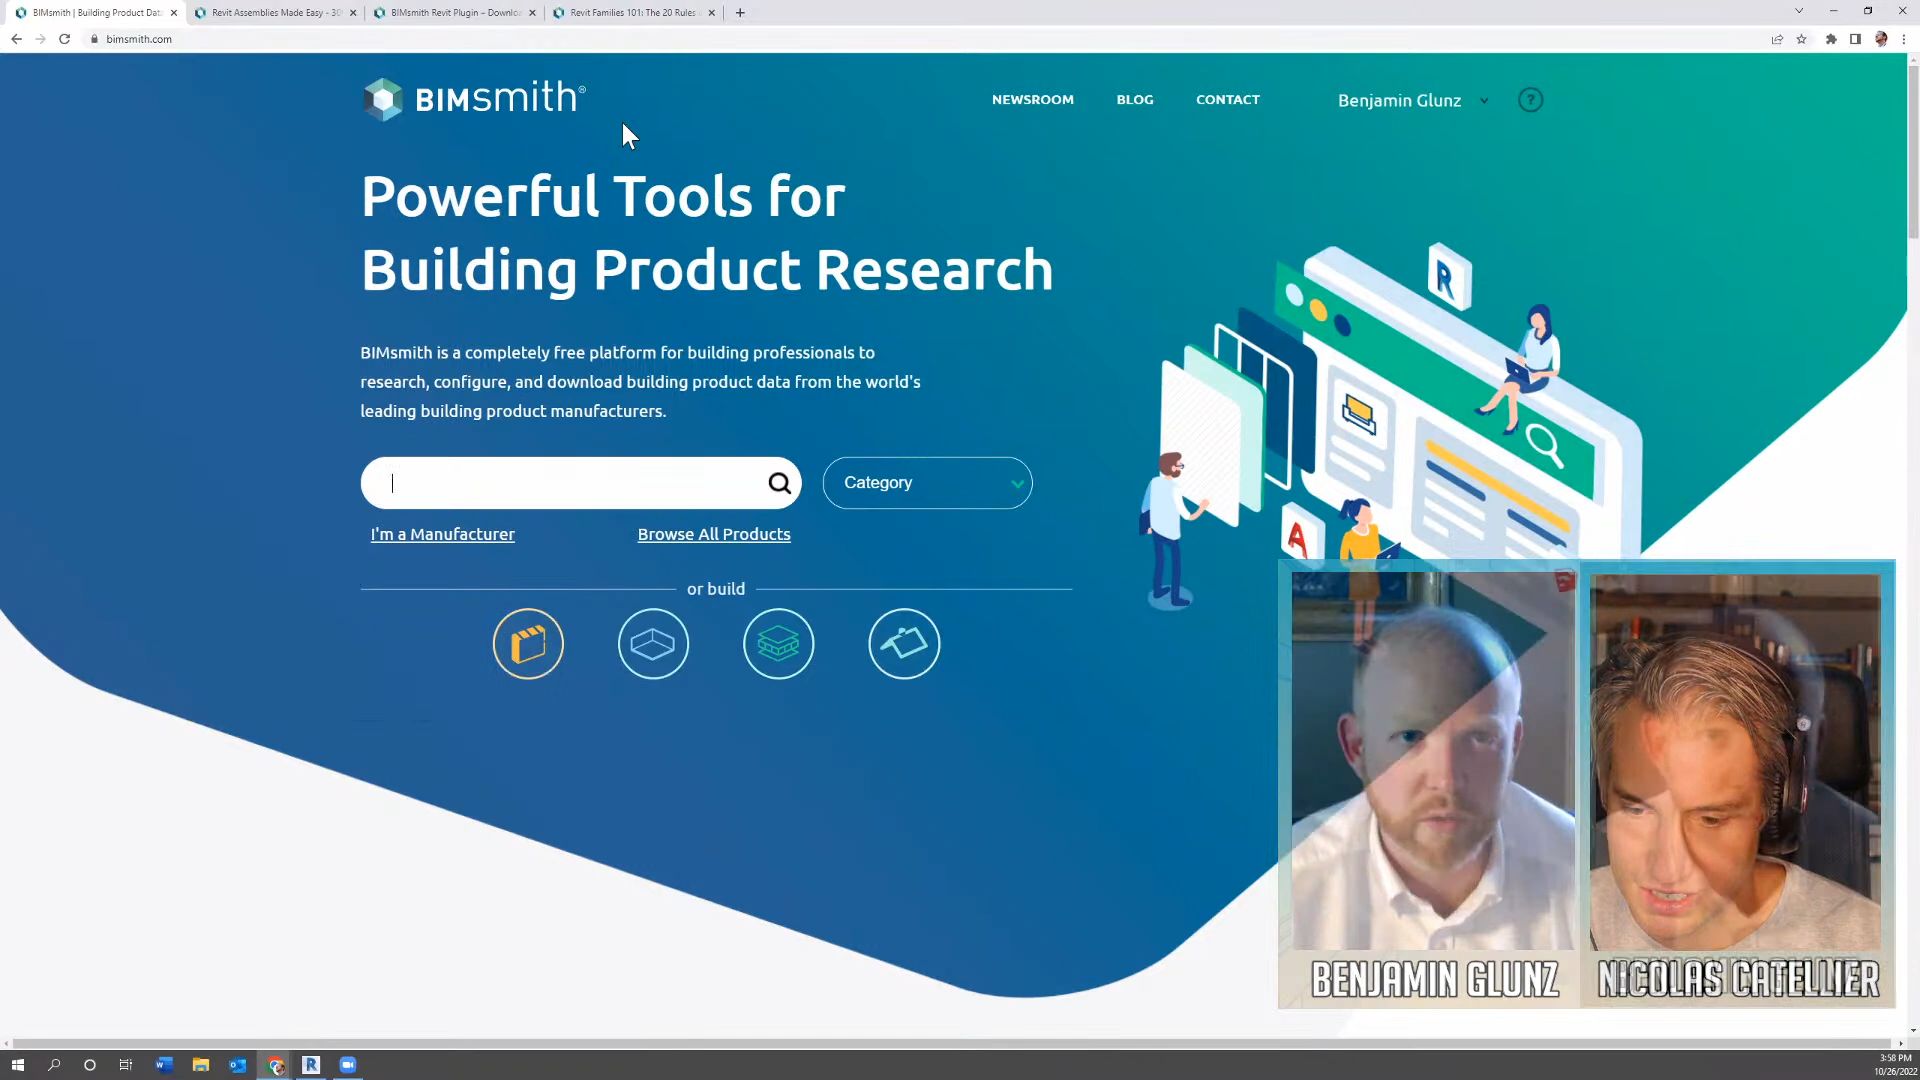 BIMsmith | Building Product Dat
Revit Assemblies Made Easy - 30
BIMsmith Revit Plugin – Downlo
Revit Families 101: The 20 Rules
bimsmith.com
BIMsmith®
NEWSROOM
BLOG
CONTACT
Benjamin Glunz
?
Powerful Tools for
Building Product Research
BIMsmith is a completely free platform for building professionals to
research, configure, and download building product data from the world's
leading building product manufacturers.
Category
I'm a Manufacturer
Browse All Products
or build
R
A
BENJAMIN GLUNZ
NICOLAS CATELLIER
3:58 PM
10/26/2022